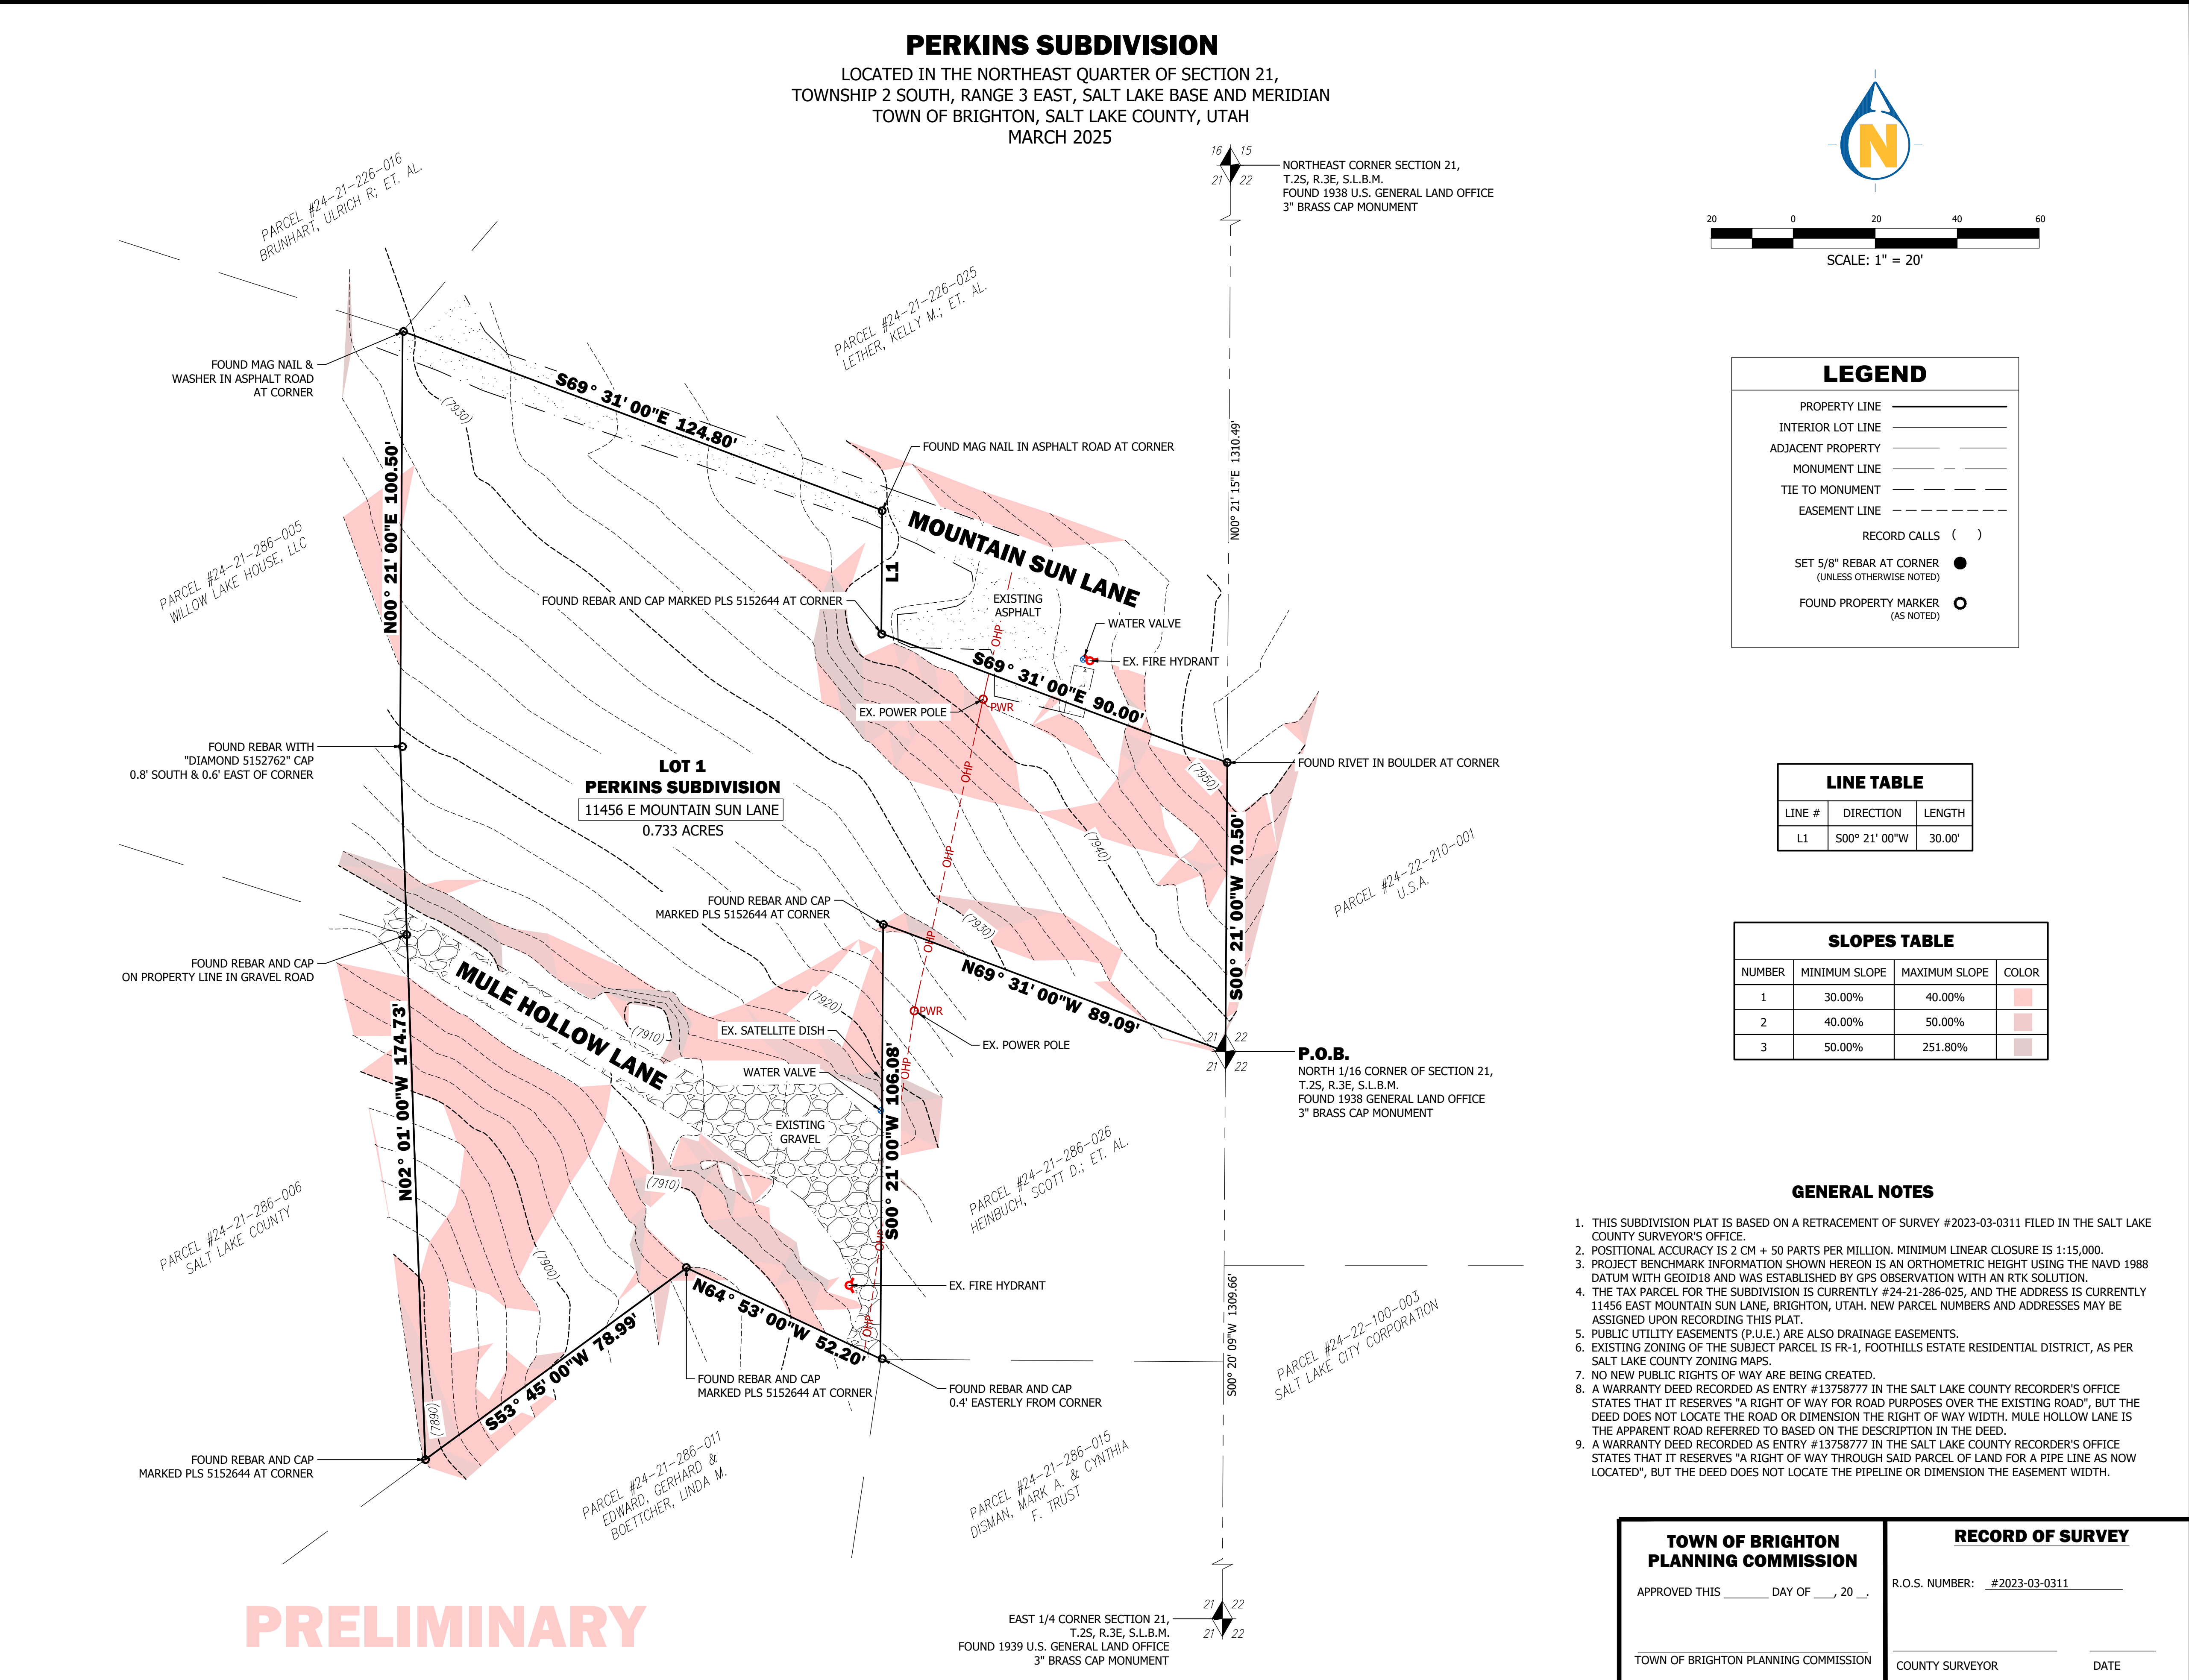 PERKINS SUBDIVISION
LOCATED IN THE NORTHEAST QUARTER OF SECTION 21,
TOWNSHIP 2 SOUTH, RANGE 3 EAST, SALT LAKE BASE AND MERIDIAN
TOWN OF BRIGHTON, SALT LAKE COUNTY, UTAH
MARCH 2025
N
20 0 20 40 60
SCALE: 1" = 20'
16 15
21 22
NORTHEAST CORNER SECTION 21,
T.2S, R.3E, S.L.B.M.
FOUND 1938 U.S. GENERAL LAND OFFICE
3" BRASS CAP MONUMENT
PARCEL #24-21-226-016
BRUNHART, ULRICH R; ET. AL.
PARCEL #24-21-226-025
LETHER, KELLY M.; ET. AL.
FOUND MAG NAIL &
WASHER IN ASPHALT ROAD
AT CORNER
S69° 31' 00"E 124.80'
(7930)
N00° 21' 00"E 100.50'
FOUND MAG NAIL IN ASPHALT ROAD AT CORNER
N00° 21' 15"E 1310.49'
MOUNTAIN SUN LANE
L1
PARCEL #24-21-286-005
WILLOW LAKE HOUSE, LLC
FOUND REBAR AND CAP MARKED PLS 5152644 AT CORNER
EXISTING
ASPHALT
OHP
WATER VALVE
EX. FIRE HYDRANT
S69° 31' 00"E 90.00'
EX. POWER POLE
PWR
FOUND REBAR WITH
"DIAMOND 5152762" CAP
0.8' SOUTH & 0.6' EAST OF CORNER
LOT 1
PERKINS SUBDIVISION
11456 E MOUNTAIN SUN LANE
0.733 ACRES
OHP
FOUND RIVET IN BOULDER AT CORNER
(7950)
(7940)
OHP
S00° 21' 00"W 70.50'
PARCEL #24-22-210-001
U.S.A.
FOUND REBAR AND CAP
MARKED PLS 5152644 AT CORNER
(7930)
OHP
N69° 31' 00"W 89.09'
FOUND REBAR AND CAP
ON PROPERTY LINE IN GRAVEL ROAD
MULE HOLLOW LANE
(7920)
(7910)
EX. SATELLITE DISH
PWR
EX. POWER POLE
21 22
21 22
P.O.B.
NORTH 1/16 CORNER OF SECTION 21,
T.2S, R.3E, S.L.B.M.
FOUND 1938 GENERAL LAND OFFICE
3" BRASS CAP MONUMENT
WATER VALVE
OHP
S00° 21' 00"W 106.08'
N02° 01' 00"W 174.73'
EXISTING
GRAVEL
(7910)
PARCEL #24-21-286-026
HEINBUCH, SCOTT D.; ET. AL.
PARCEL #24-21-286-006
SALT LAKE COUNTY
(7900)
OHP
EX. FIRE HYDRANT
N64° 53' 00"W 52.20'
OHP
S00° 20' 09"W 1309.66'
PARCEL #24-22-100-003
SALT LAKE CITY CORPORATION
S53° 45' 00"W 78.99'
(7890)
FOUND REBAR AND CAP
MARKED PLS 5152644 AT CORNER
FOUND REBAR AND CAP
0.4' EASTERLY FROM CORNER
FOUND REBAR AND CAP
MARKED PLS 5152644 AT CORNER
PARCEL #24-21-286-011
EDWARD, GERHARD &
BOETTCHER, LINDA M.
PARCEL #24-21-286-015
DISMAN, MARK A. & CYNTHIA
F. TRUST
PRELIMINARY
EAST 1/4 CORNER SECTION 21,
T.2S, R.3E, S.L.B.M.
FOUND 1939 U.S. GENERAL LAND OFFICE
3" BRASS CAP MONUMENT
21 22
21 22
LEGEND
PROPERTY LINE
INTERIOR LOT LINE
ADJACENT PROPERTY
MONUMENT LINE
TIE TO MONUMENT
EASEMENT LINE
RECORD CALLS ( )
SET 5/8" REBAR AT CORNER
(UNLESS OTHERWISE NOTED)
FOUND PROPERTY MARKER
(AS NOTED)
LINE TABLE
LINE # DIRECTION LENGTH
L1 S00° 21' 00"W 30.00'
SLOPES TABLE
NUMBER MINIMUM SLOPE MAXIMUM SLOPE COLOR
1 30.00% 40.00%
2 40.00% 50.00%
3 50.00% 251.80%
GENERAL NOTES
1. THIS SUBDIVISION PLAT IS BASED ON A RETRACEMENT OF SURVEY #2023-03-0311 FILED IN THE SALT LAKE
COUNTY SURVEYOR'S OFFICE.
2. POSITIONAL ACCURACY IS 2 CM + 50 PARTS PER MILLION. MINIMUM LINEAR CLOSURE IS 1:15,000.
3. PROJECT BENCHMARK INFORMATION SHOWN HEREON IS AN ORTHOMETRIC HEIGHT USING THE NAVD 1988
DATUM WITH GEOID18 AND WAS ESTABLISHED BY GPS OBSERVATION WITH AN RTK SOLUTION.
4. THE TAX PARCEL FOR THE SUBDIVISION IS CURRENTLY #24-21-286-025, AND THE ADDRESS IS CURRENTLY
11456 EAST MOUNTAIN SUN LANE, BRIGHTON, UTAH. NEW PARCEL NUMBERS AND ADDRESSES MAY BE
ASSIGNED UPON RECORDING THIS PLAT.
5. PUBLIC UTILITY EASEMENTS (P.U.E.) ARE ALSO DRAINAGE EASEMENTS.
6. EXISTING ZONING OF THE SUBJECT PARCEL IS FR-1, FOOTHILLS ESTATE RESIDENTIAL DISTRICT, AS PER
SALT LAKE COUNTY ZONING MAPS.
7. NO NEW PUBLIC RIGHTS OF WAY ARE BEING CREATED.
8. A WARRANTY DEED RECORDED AS ENTRY #13758777 IN THE SALT LAKE COUNTY RECORDER'S OFFICE
STATES THAT IT RESERVES "A RIGHT OF WAY FOR ROAD PURPOSES OVER THE EXISTING ROAD", BUT THE
DEED DOES NOT LOCATE THE ROAD OR DIMENSION THE RIGHT OF WAY WIDTH. MULE HOLLOW LANE IS
THE APPARENT ROAD REFERRED TO BASED ON THE DESCRIPTION IN THE DEED.
9. A WARRANTY DEED RECORDED AS ENTRY #13758777 IN THE SALT LAKE COUNTY RECORDER'S OFFICE
STATES THAT IT RESERVES "A RIGHT OF WAY THROUGH SAID PARCEL OF LAND FOR A PIPE LINE AS NOW
LOCATED", BUT THE DEED DOES NOT LOCATE THE PIPELINE OR DIMENSION THE EASEMENT WIDTH.
TOWN OF BRIGHTON
PLANNING COMMISSION
APPROVED THIS ______ DAY OF ___, 20 __.
TOWN OF BRIGHTON PLANNING COMMISSION
RECORD OF SURVEY
R.O.S. NUMBER: #2023-03-0311
COUNTY SURVEYOR DATE